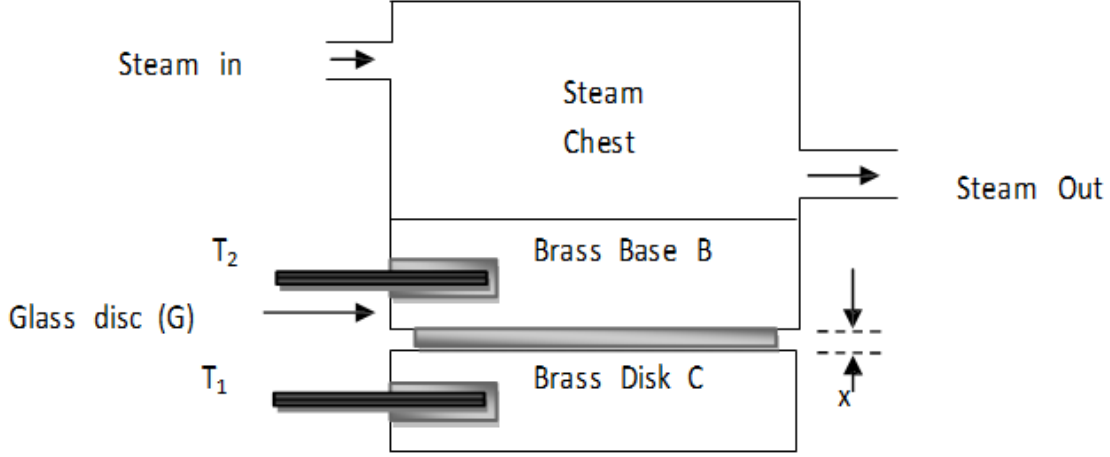 Steam in
Steam
Chest
Steam Out
T₂
Brass Base B
Glass disc (G)
T₁
Brass Disk C
x